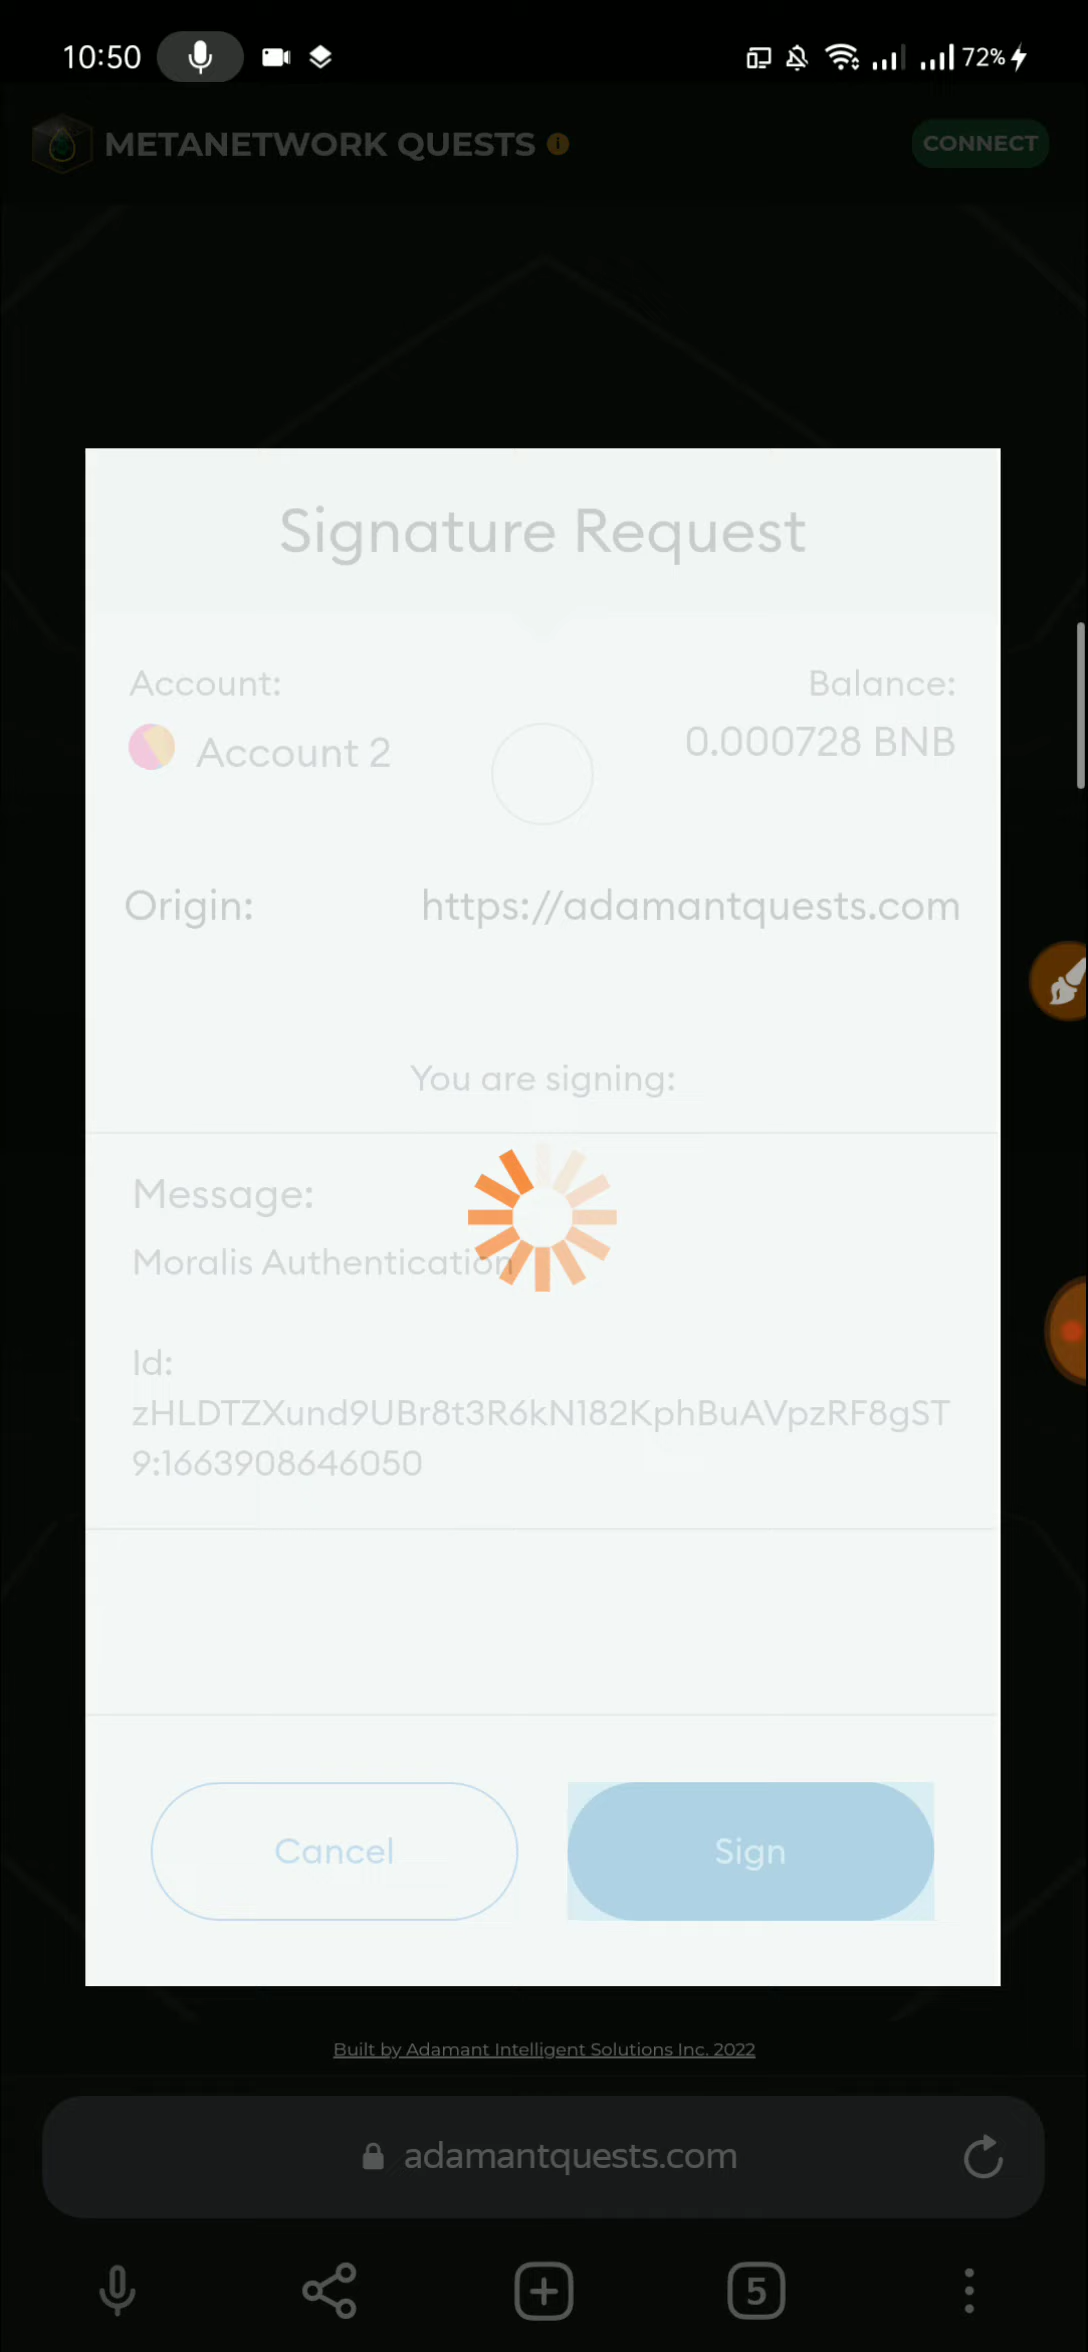 10:50
72%
METANETWORK QUESTS i
CONNECT
Signature Request
Account:
Balance:
Account 2
0.000728 BNB
Origin:
https://adamantquests.com
You are signing:
Message:
Moralis Authentication
Id:
zHLDTZXund9UBr8t3R6kN182KphBuAVpzRF8gST
9:1663908646050
Cancel
Sign
Built by Adamant Intelligent Solutions Inc. 2022
adamantquests.com
5